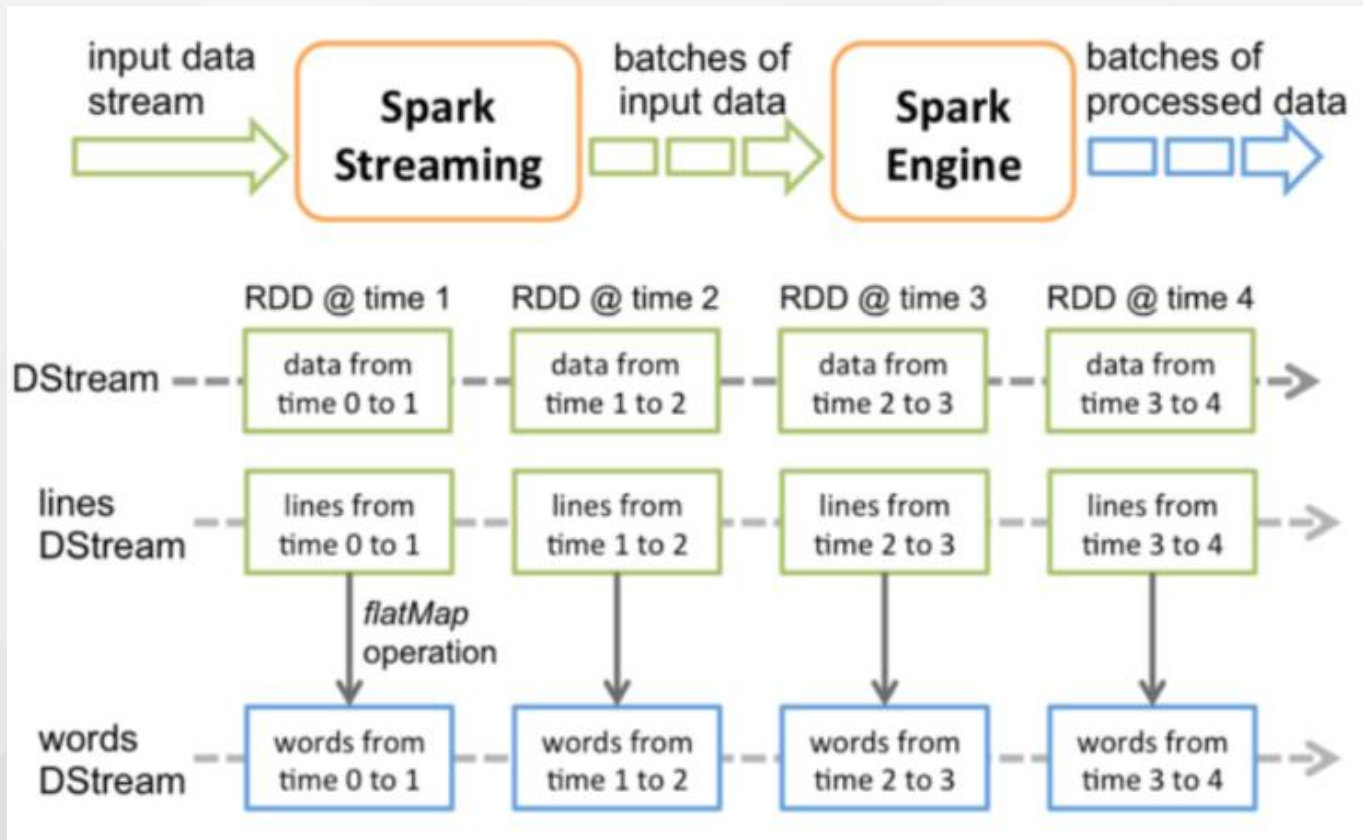 input data
stream
Spark
Streaming
batches of
input data
Spark
Engine
batches of
processed data
RDD @ time 1
RDD @ time 2
RDD @ time 3
RDD @ time 4
DStream
data from
time 0 to 1
data from
time 1 to 2
data from
time 2 to 3
data from
time 3 to 4
lines
DStream
lines from
time 0 to 1
lines from
time 1 to 2
lines from
time 2 to 3
lines from
time 3 to 4
flatMap
operation
words
DStream
words from
time 0 to 1
words from
time 1 to 2
words from
time 2 to 3
words from
time 3 to 4